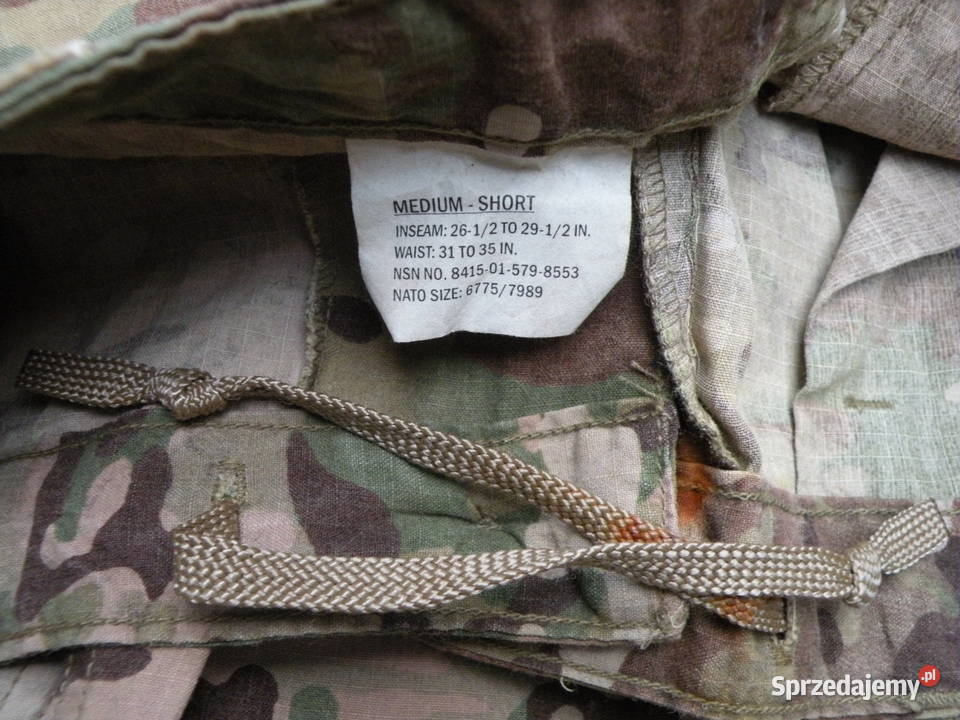 MEDIUM - SHORT
INSEAM: 26-1/2 TO 29-1/2 IN.
WAIST: 31 TO 35 IN.
NSN NO. 8415-01-579-8553
NATO SIZE: 6775/7989
Sprzedajemy.pl